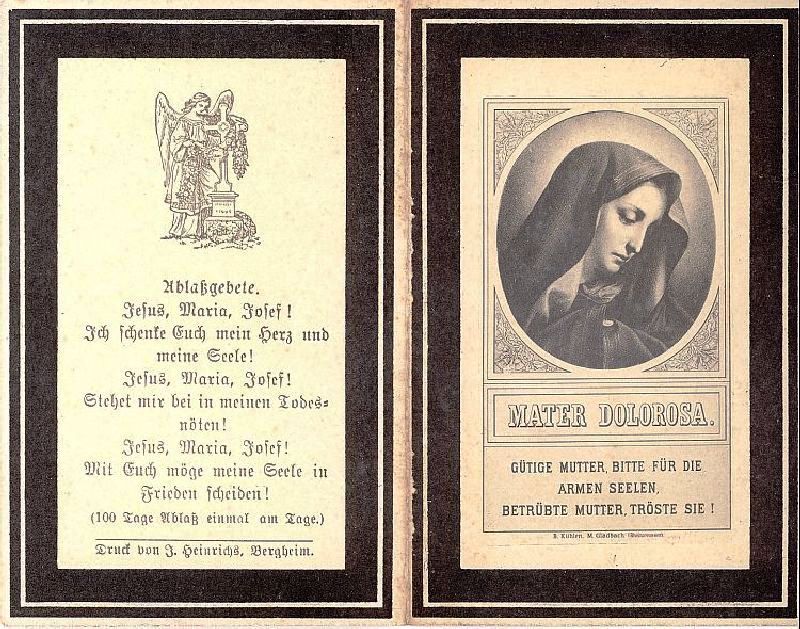 Ablaßgebete.
Jesus, Maria, Josef!
Ich schenke Euch mein Herz und
meine Seele!
Jesus, Maria, Josef!
Stehet mir bei in meinen Todes-
nöten!
Jesus, Maria, Josef!
Mit Euch möge meine Seele in
Frieden scheiden!
(100 Tage Ablaß einmal am Tage.)
Druck von J. Heinrichs, Bergheim.
MATER DOLOROSA.
GÜTIGE MUTTER, BITTE FÜR DIE
ARMEN SEELEN,
BETRÜBTE MUTTER, TRÖSTE SIE !
B. Kühlen, M. Gladbach